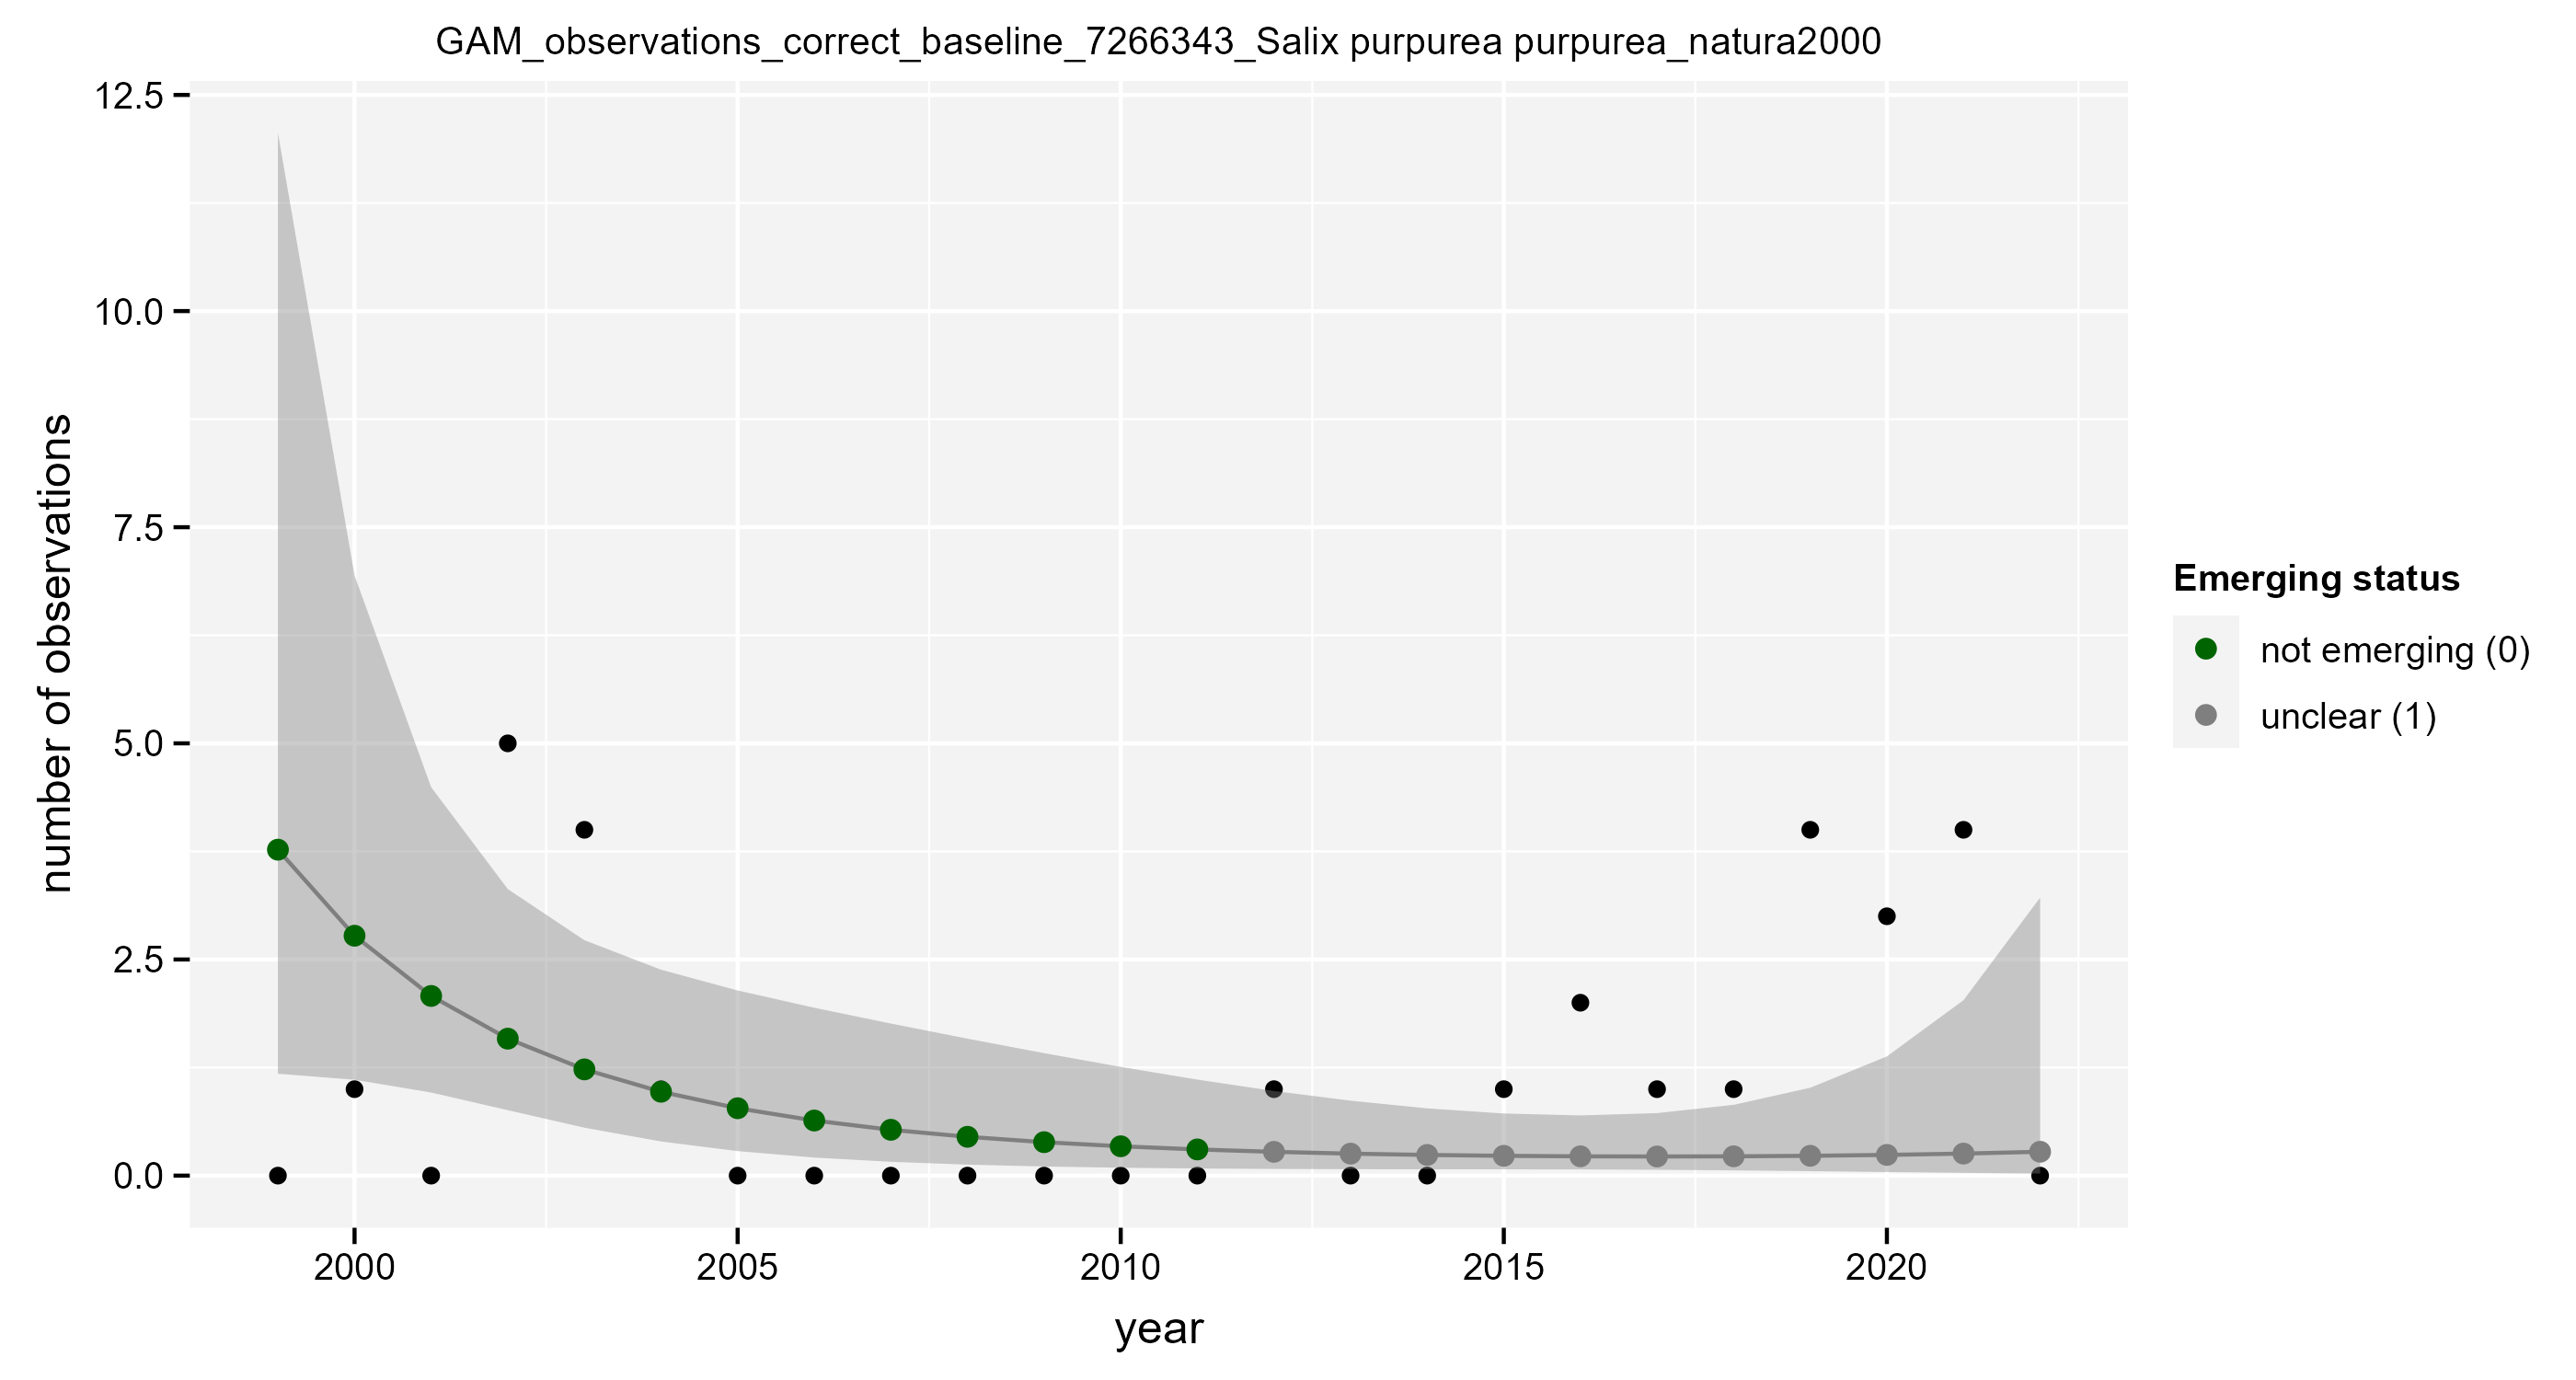 GAM_observations_correct_baseline_7266343_Salix purpurea purpurea_natura2000
12.5
10.0
7.5
5.0
2.5
0.0
number of observations
2000 2005 2010 2015 2020
year
Emerging status
not emerging (0)
unclear (1)